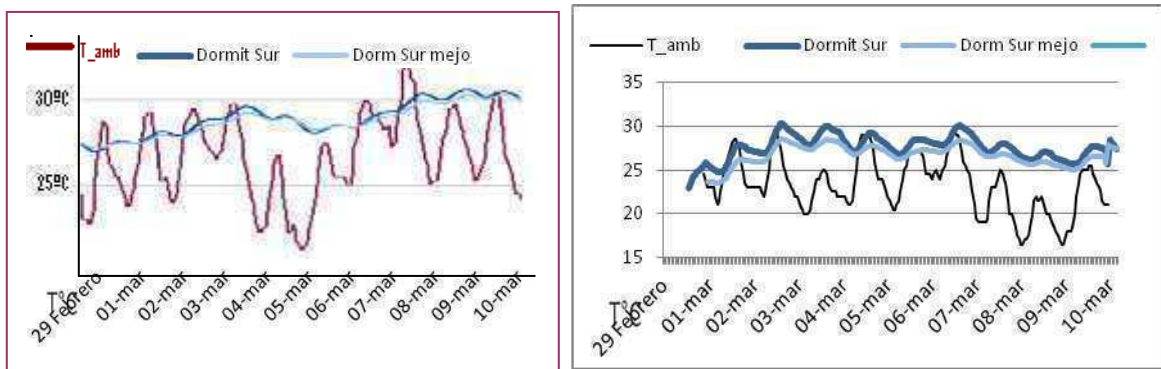 T_amb Dormit Sur Dorm Sur mejo
30ºC
25ºC
TºC
29 Febrero
01-mar
02-mar
03-mar
04-mar
05-mar
06-mar
07-mar
08-mar
09-mar
10-mar
T_amb Dormit Sur Dorm Sur mejo
35
30
25
20
15
TºC
29 Febrero
01-mar
02-mar
03-mar
04-mar
05-mar
06-mar
07-mar
08-mar
09-mar
10-mar